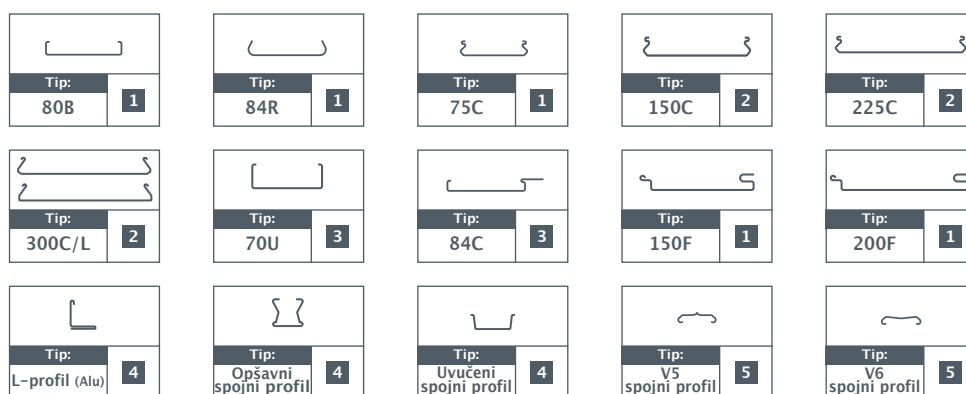 Tip:
80B
1
Tip:
84R
1
Tip:
75C
1
Tip:
150C
2
Tip:
225C
2
Tip:
300C/L
2
Tip:
70U
3
Tip:
84C
3
Tip:
150F
1
Tip:
200F
1
Tip:
L-profil (Alu)
4
Tip:
Opšavni
spojni profil
4
Tip:
Uvučeni
spojni profil
4
Tip:
V5
spojni profil
5
Tip:
V6
spojni profil
5